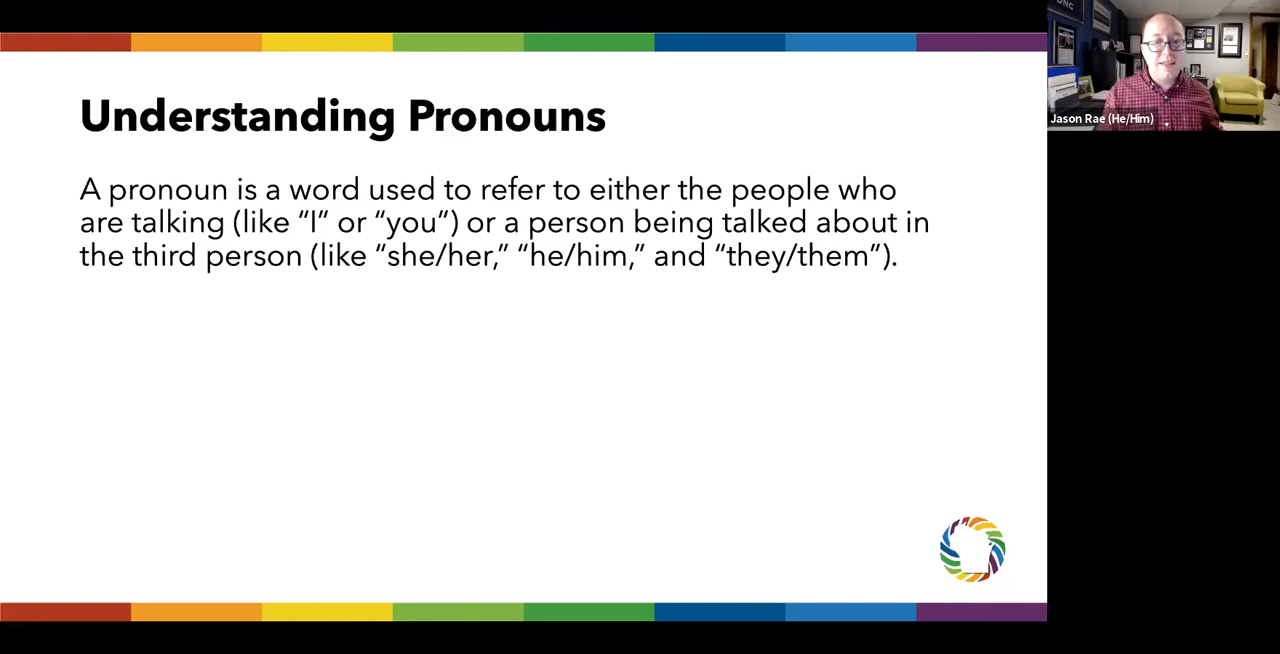 Understanding Pronouns
A pronoun is a word used to refer to either the people who
are talking (like “I” or “you”) or a person being talked about in
the third person (like “she/her,” “he/him,” and “they/them”).
Jason Rae (He/Him)